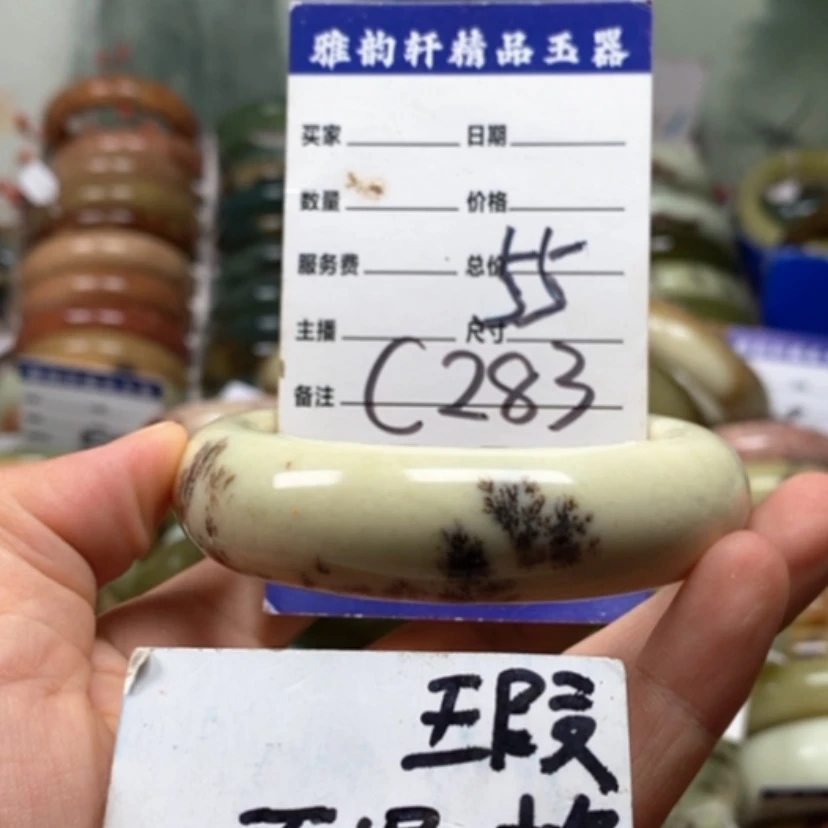 雅韵轩精品玉器
买家 日期
数量 价格
服务费 总价 55
主播 尺寸
备注 C283
瑕